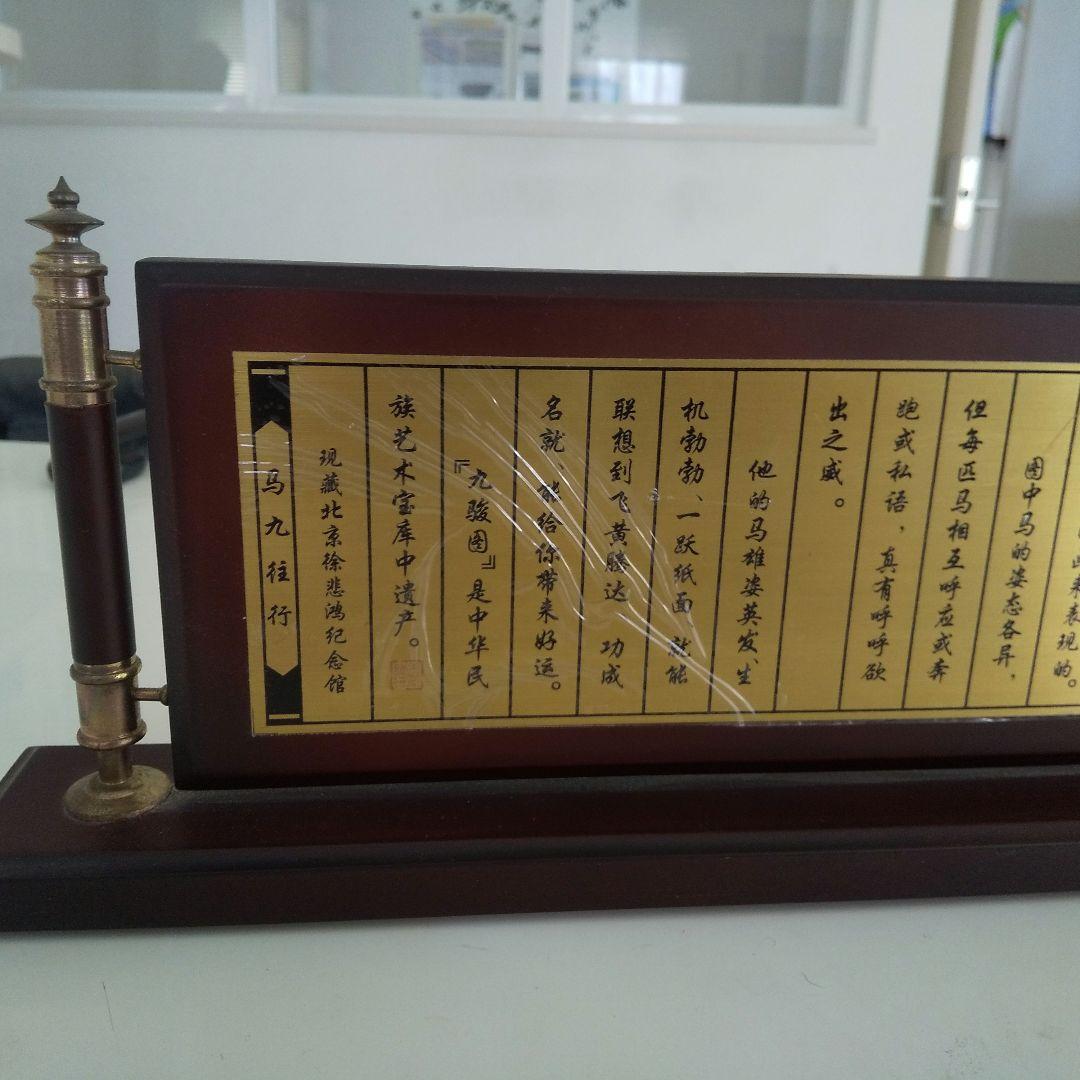 来表现的。
图中马的姿态各异，
但每匹马相互呼应或奔
跑或私语，真有呼呼欲
出之威。
他的马雄姿英发、生
机勃勃、一跃纸面 就能
联想到飞黄腾达 功成
名就、能给你带来好运。
『九骏图』是中华民
族艺术宝库中遗产。
现藏北京徐悲鸿纪念馆
马九往行